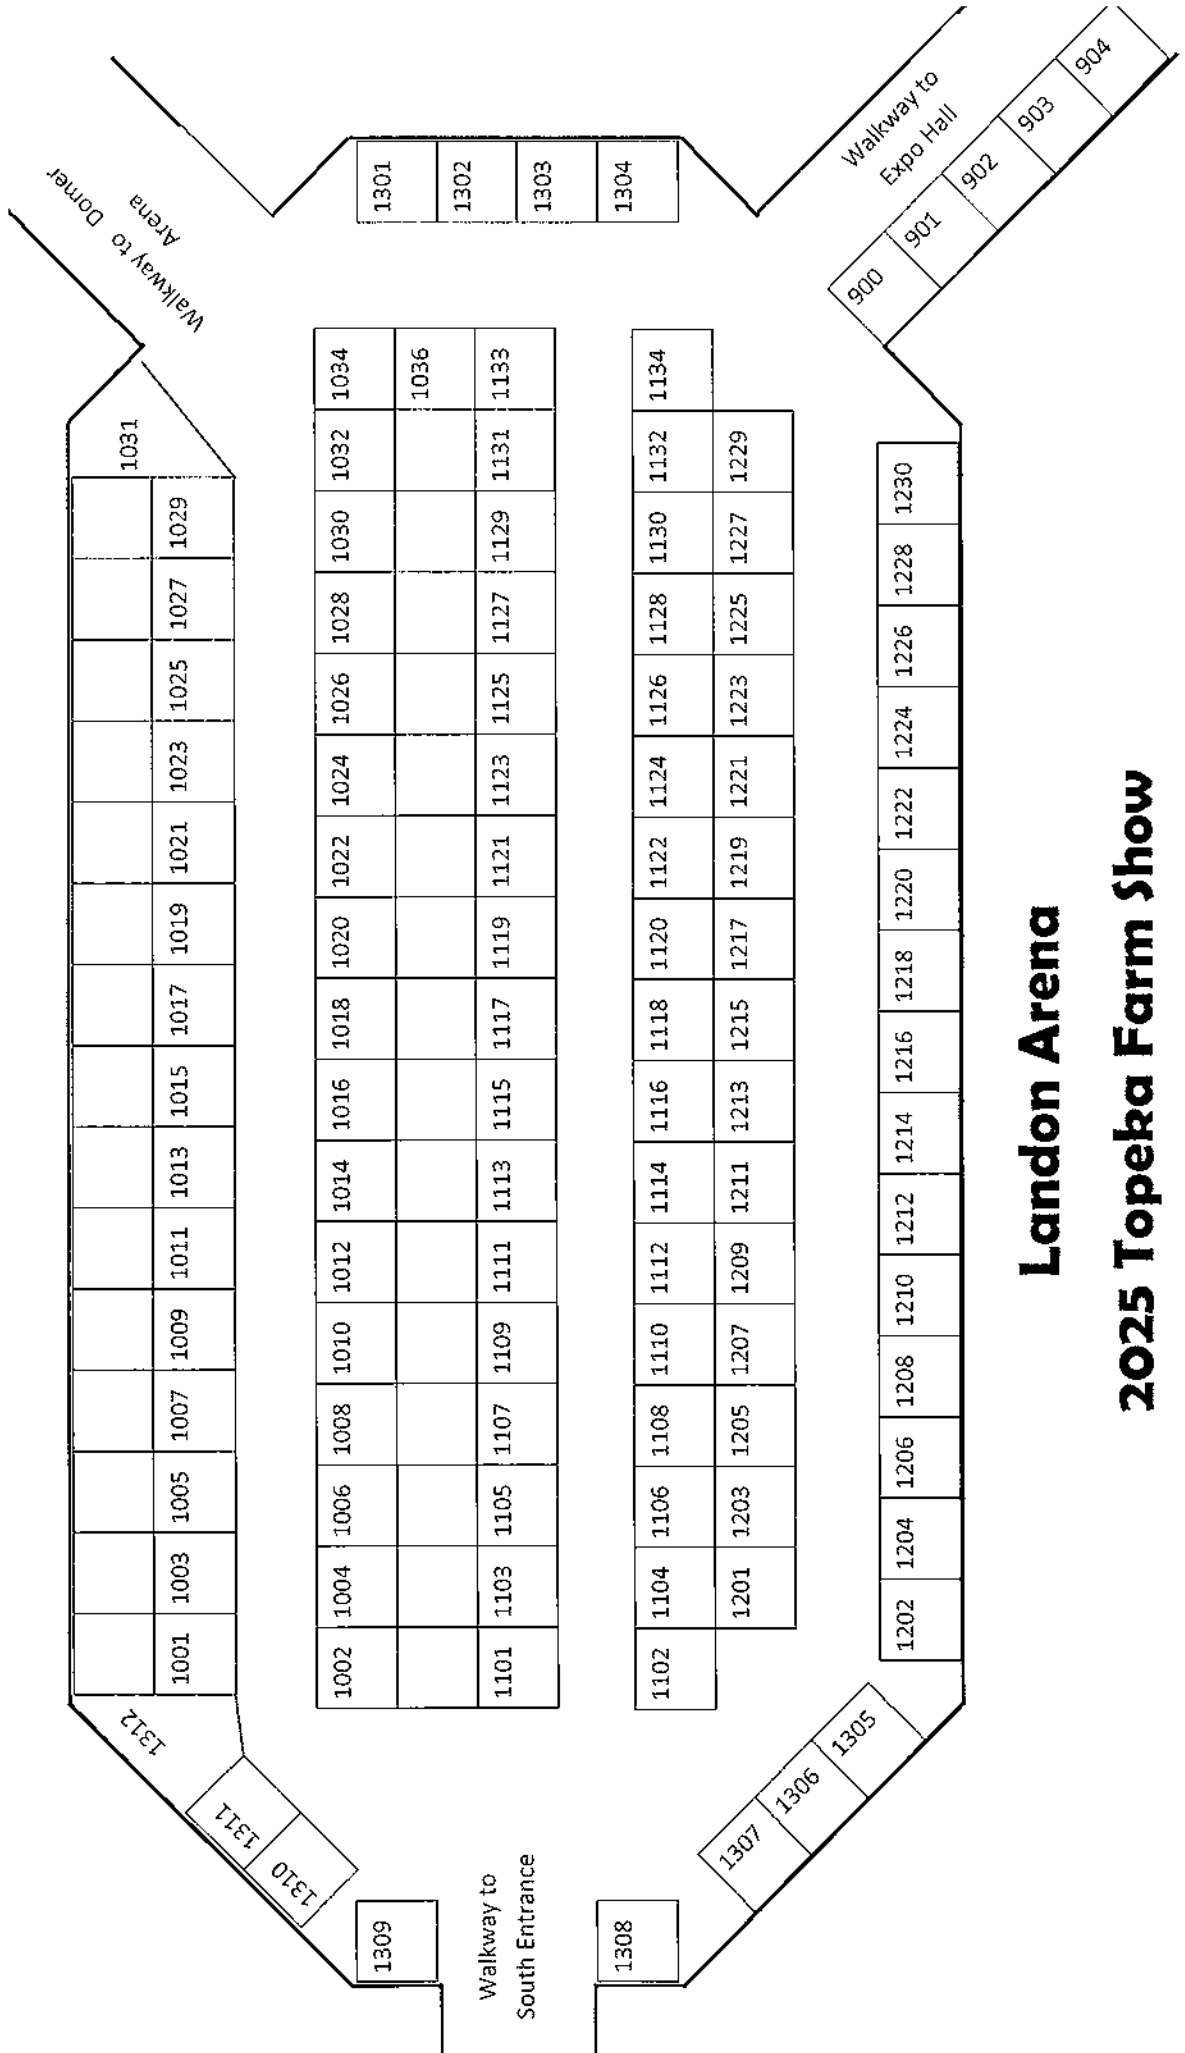 Walkway to Domer
Arena
1312
1031
1001 1003 1005 1007 1009 1011 1013 1015 1017 1019 1021 1023 1025 1027 1029
1311
1310
1002 1004 1006 1008 1010 1012 1014 1016 1018 1020 1022 1024 1026 1028 1030 1032 1034
1309
1301
1036
1302
Walkway to
South Entrance
1101 1103 1105 1107 1109 1111 1113 1115 1117 1119 1121 1123 1125 1127 1129 1131 1133
1303
1308
1304
1102 1104 1106 1108 1110 1112 1114 1116 1118 1120 1122 1124 1126 1128 1130 1132 1134
1201 1203 1205 1207 1209 1211 1213 1215 1217 1219 1221 1223 1225 1227 1229
1307
1306
1305
1202 1204 1206 1208 1210 1212 1214 1216 1218 1220 1222 1224 1226 1228 1230
Walkway to
Expo Hall
900
901
902
903
904
Landon Arena
2025 Topeka Farm Show